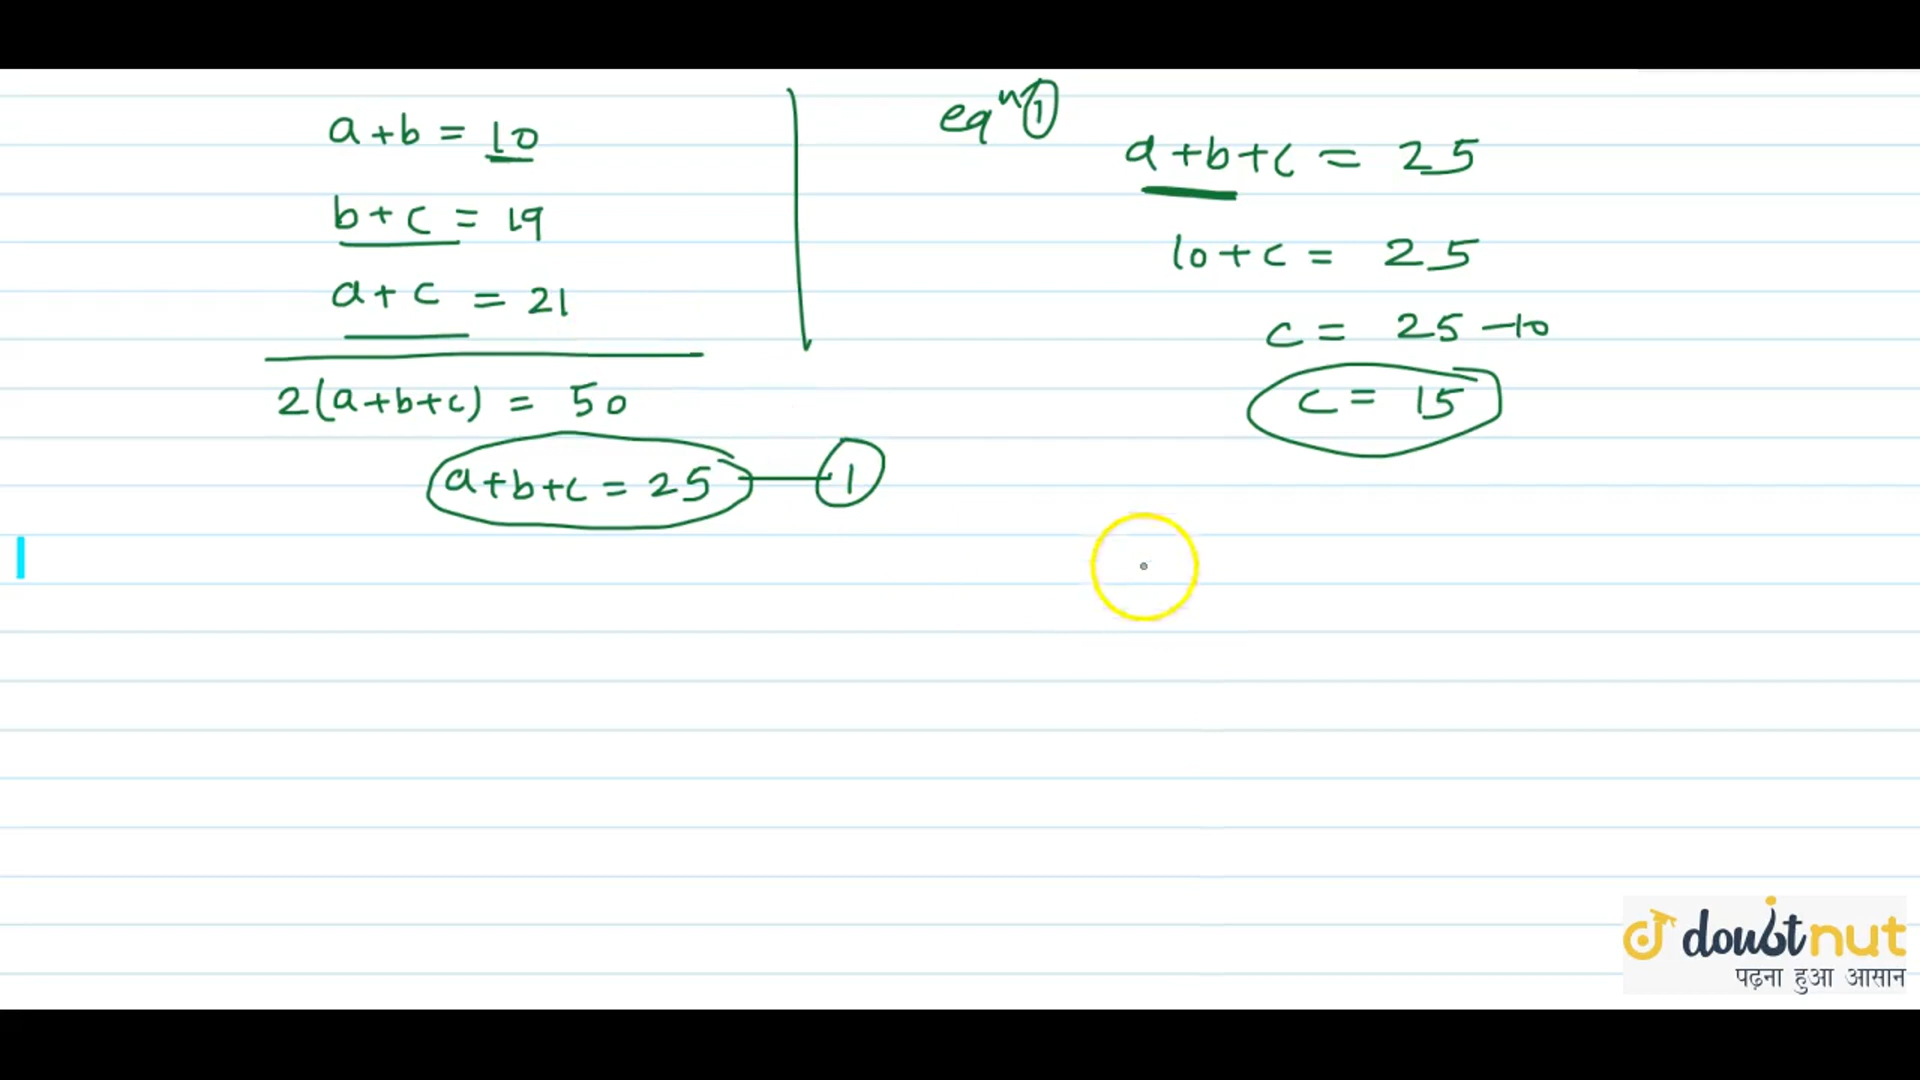 a+b = 10
b+c = 19
a+c = 21
2(a+b+c) = 50
a+b+c = 25 — 1
eqⁿ 1
a+b+c = 25
10+c = 25
c = 25-10
c = 15
doubtnut
पढ़ना हुआ आसान